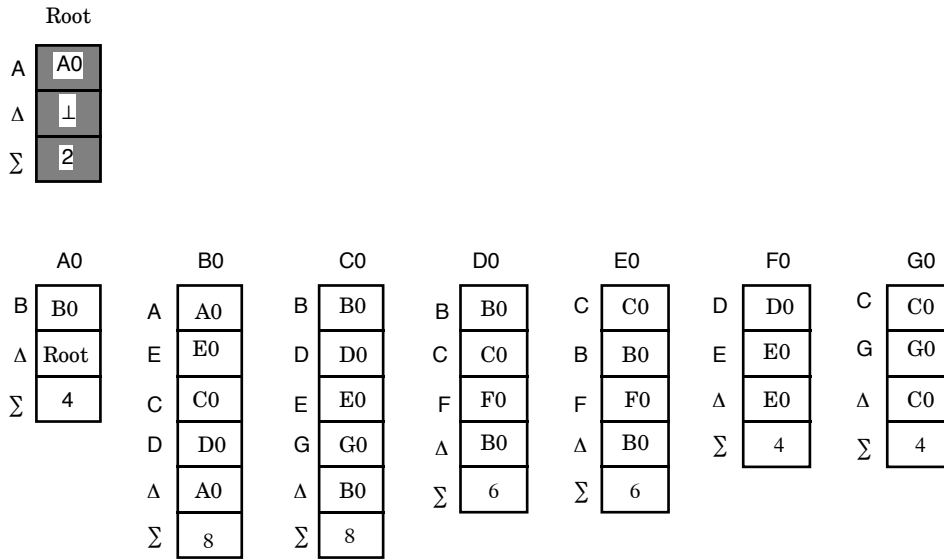 Root
A A0
Δ ⊥
∑ 2
A0 B0 C0 D0 E0 F0 G0
B B0 A A0 B B0 B B0 C C0 D D0 C C0
Δ Root E E0 D D0 C C0 B B0 E E0 G G0
∑ 4 C C0 E E0 F F0 F F0 Δ E0 Δ C0
D D0 G G0 Δ B0 Δ B0 ∑ 4 ∑ 4
Δ A0 Δ B0 ∑ 6 ∑ 6
∑ 8 ∑ 8